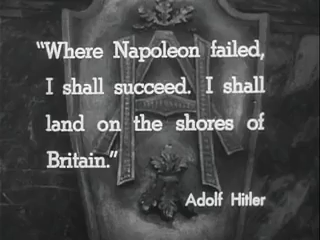 “Where Napoleon failed,
I shall succeed. I shall
land on the shores of
Britain.”
Adolf Hitler